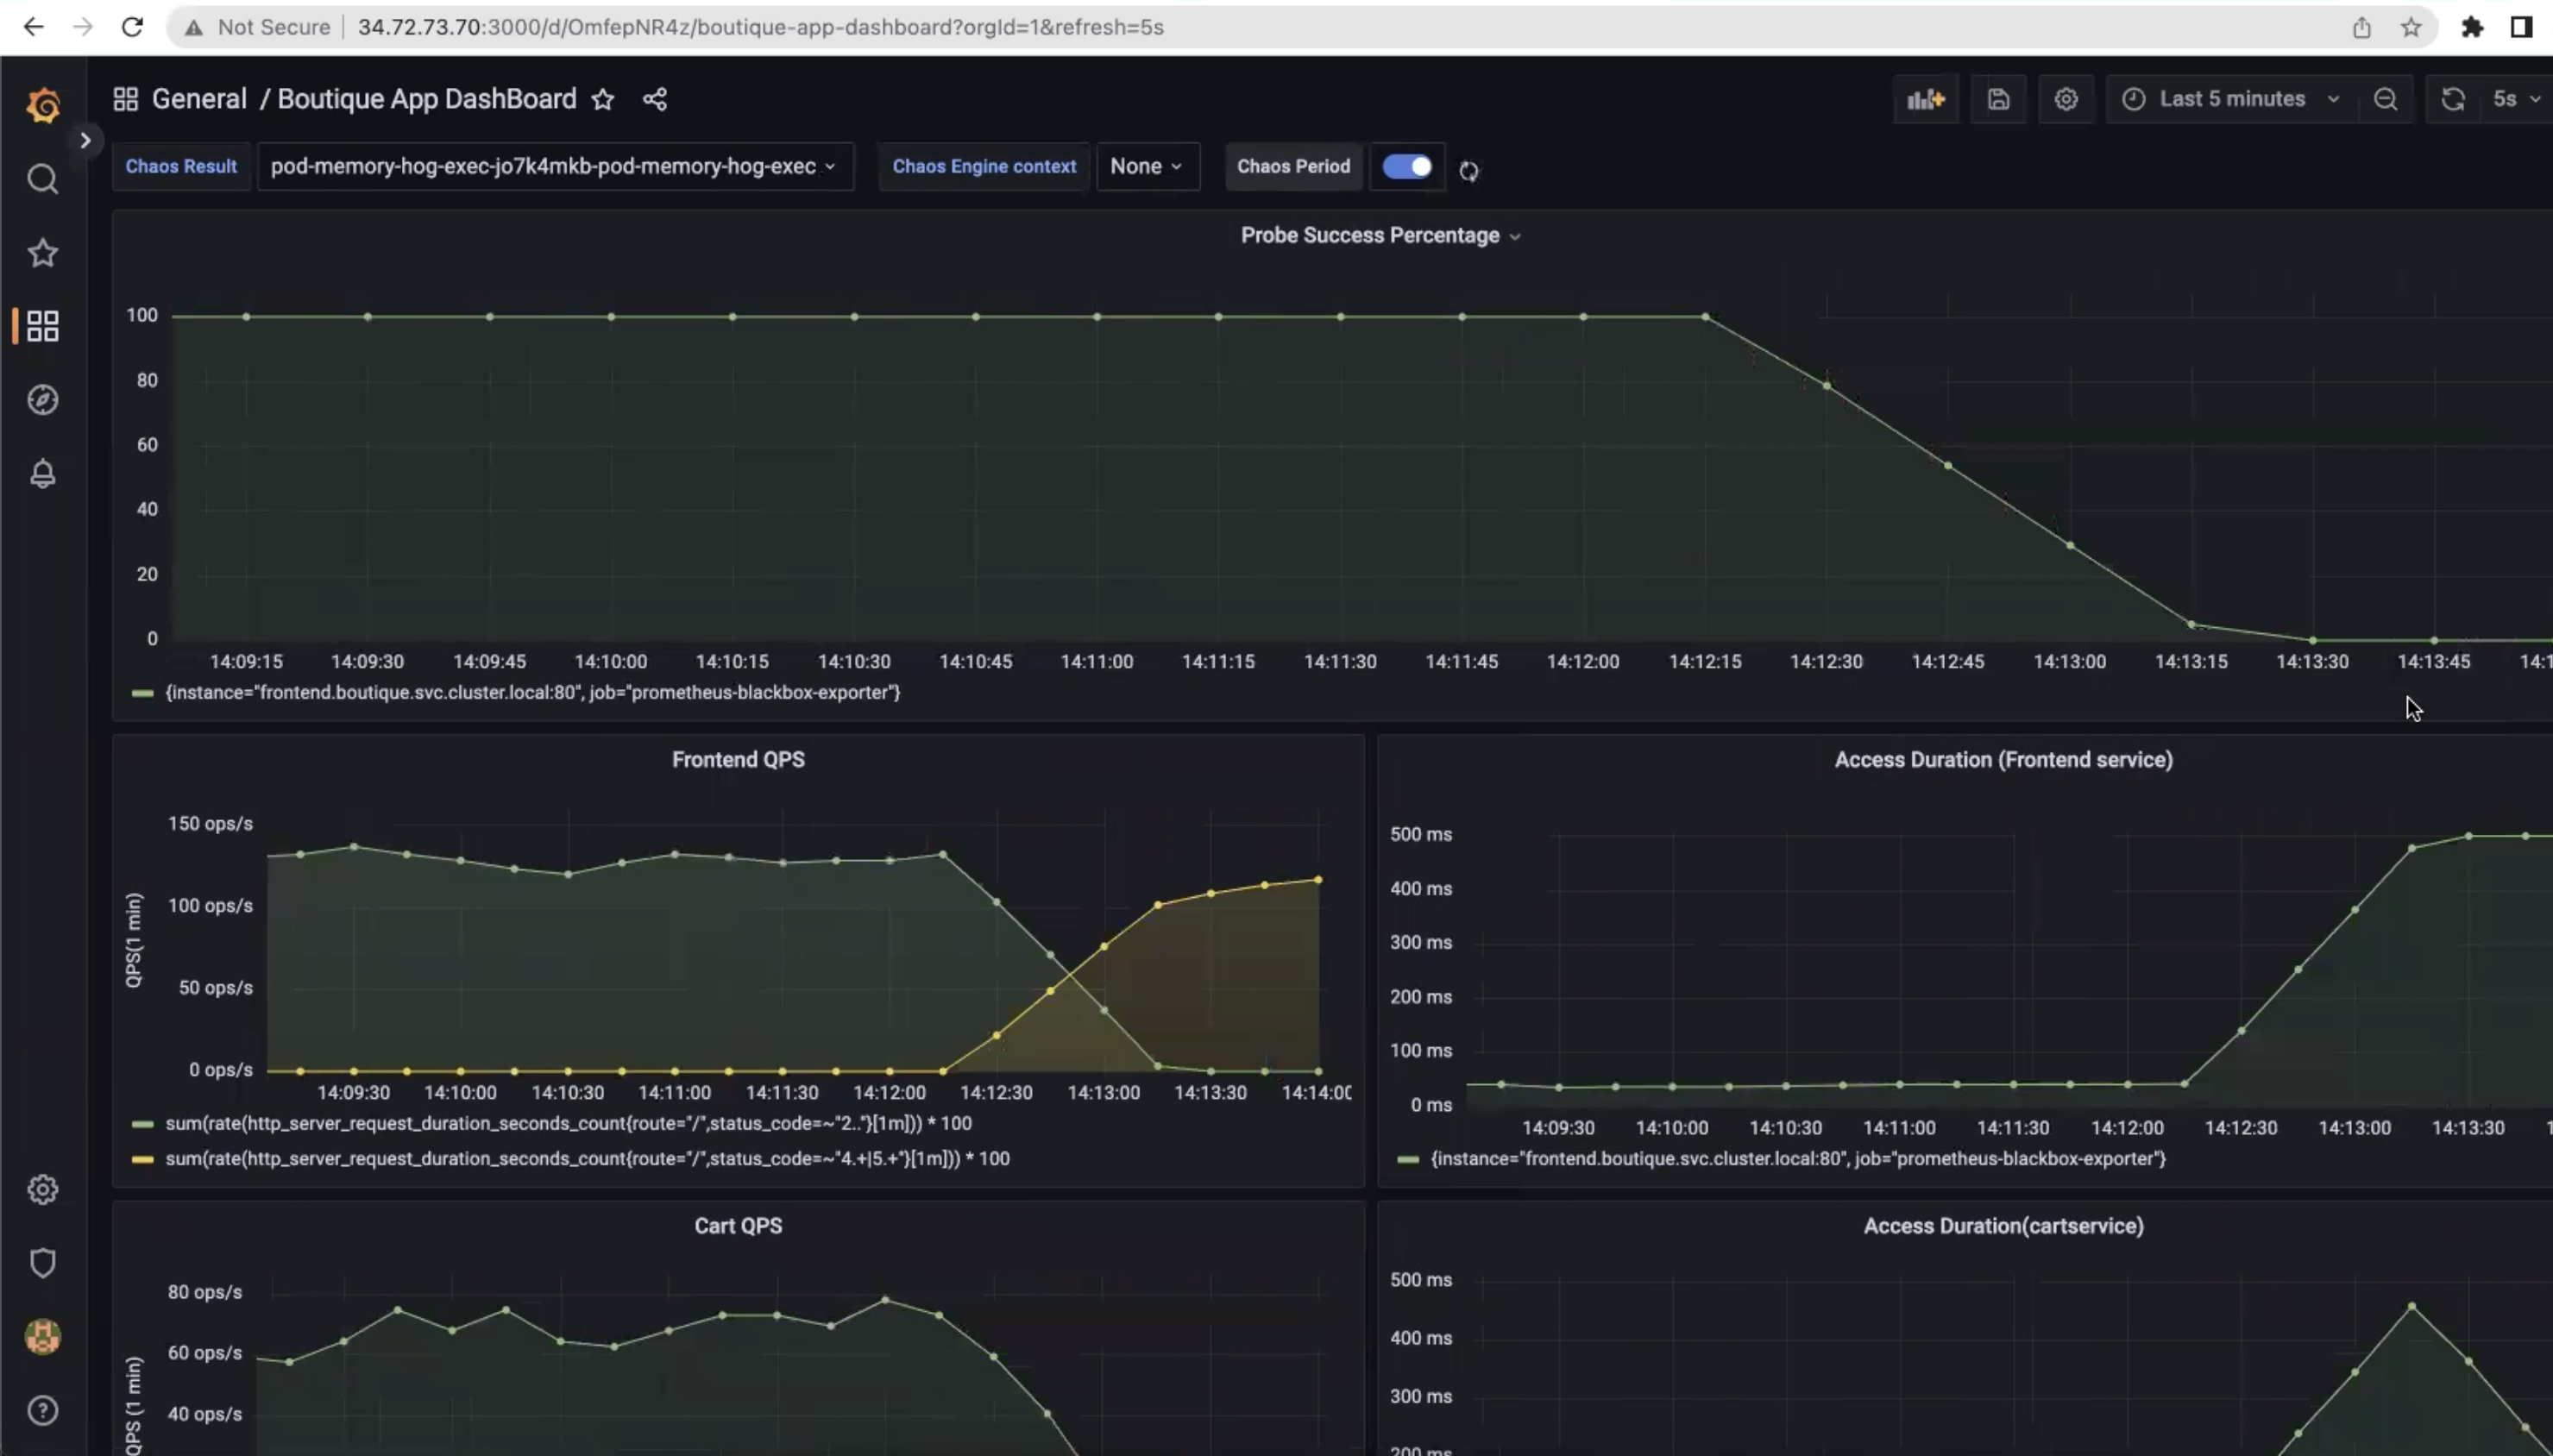 Not Secure 34.72.73.70:3000/d/OmfepNR4z/boutique-app-dashboard?orgId=1&refresh=5s
General / Boutique App DashBoard
Last 5 minutes
5s
Chaos Result pod-memory-hog-exec-jo7k4mkb-pod-memory-hog-exec Chaos Engine context None Chaos Period
Probe Success Percentage
100
80
60
40
20
0
14:09:15 14:09:30 14:09:45 14:10:00 14:10:15 14:10:30 14:10:45 14:11:00 14:11:15 14:11:30 14:11:45 14:12:00 14:12:15 14:12:30 14:12:45 14:13:00 14:13:15 14:13:30 14:13:45 14:1
{instance="frontend.boutique.svc.cluster.local:80", job="prometheus-blackbox-exporter"}
Frontend QPS
QPS(1 min)
150 ops/s
100 ops/s
50 ops/s
0 ops/s
14:09:30 14:10:00 14:10:30 14:11:00 14:11:30 14:12:00 14:12:30 14:13:00 14:13:30 14:14:00
sum(rate(http_server_request_duration_seconds_count{route="/",status_code=~"2.."}[1m])) * 100
sum(rate(http_server_request_duration_seconds_count{route="/",status_code=~"4.+|5.+"}[1m])) * 100
Access Duration (Frontend service)
500 ms
400 ms
300 ms
200 ms
100 ms
0 ms
14:09:30 14:10:00 14:10:30 14:11:00 14:11:30 14:12:00 14:12:30 14:13:00 14:13:30 1
{instance="frontend.boutique.svc.cluster.local:80", job="prometheus-blackbox-exporter"}
Cart QPS
QPS (1 min)
80 ops/s
60 ops/s
40 ops/s
Access Duration(cartservice)
500 ms
400 ms
300 ms
200 ms